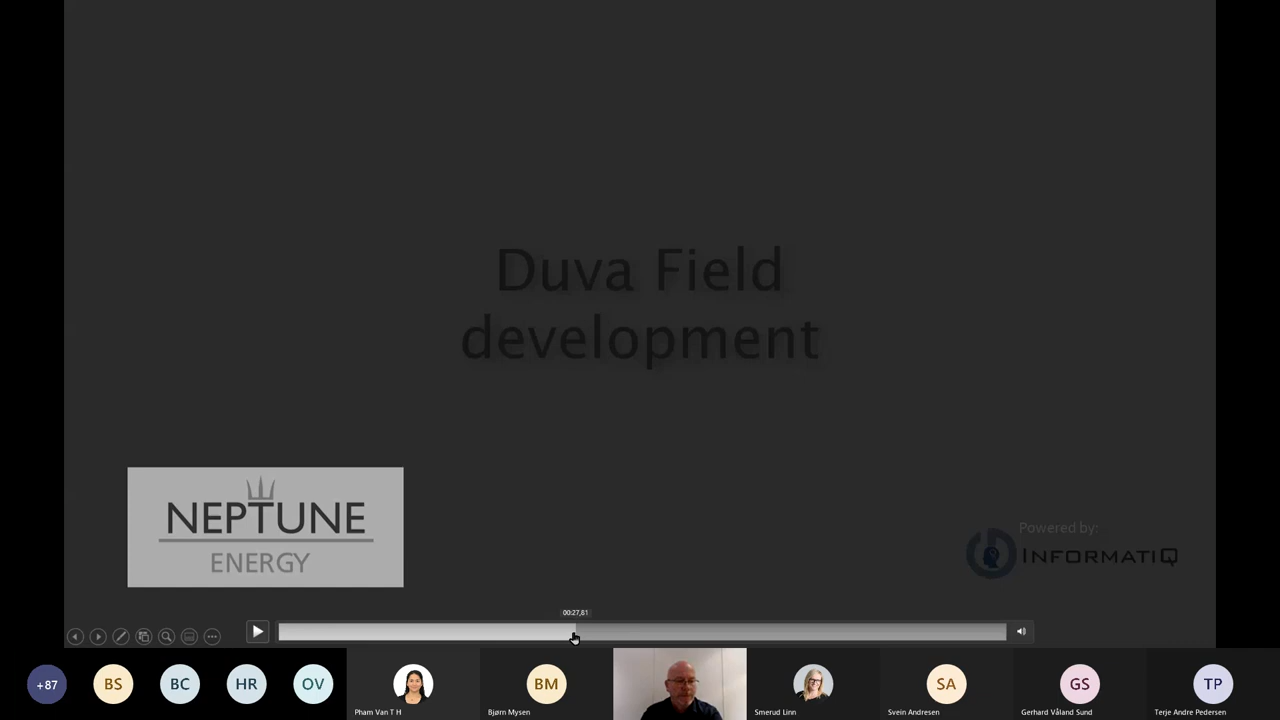 Duva Field
development
NEPTUNE
ENERGY
Powered by:
INFORMATIQ
00:27,81
+87
BS
BC
HR
OV
Pham Van T H
BM
Bjørn Mysen
Smerud Linn
SA
Svein Andresen
GS
Gerhard Våland Sund
TP
Terje Andre Pedersen